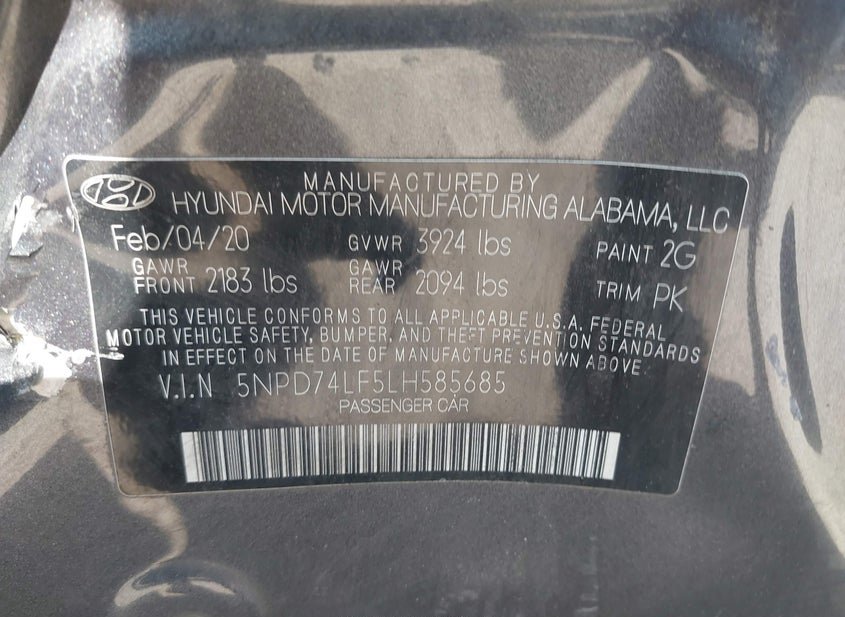 MANUFACTURED BY
HYUNDAI MOTOR MANUFACTURING ALABAMA, LLC
Feb/04/20 GVWR 3924 lbs PAINT 2G
GAWR FRONT 2183 lbs GAWR REAR 2094 lbs TRIM PK
THIS VEHICLE CONFORMS TO ALL APPLICABLE U.S.A. FEDERAL
MOTOR VEHICLE SAFETY, BUMPER, AND THEFT PREVENTION STANDARDS
IN EFFECT ON THE DATE OF MANUFACTURE SHOWN ABOVE.
V.I.N 5NPD74LF5LH585685
PASSENGER CAR